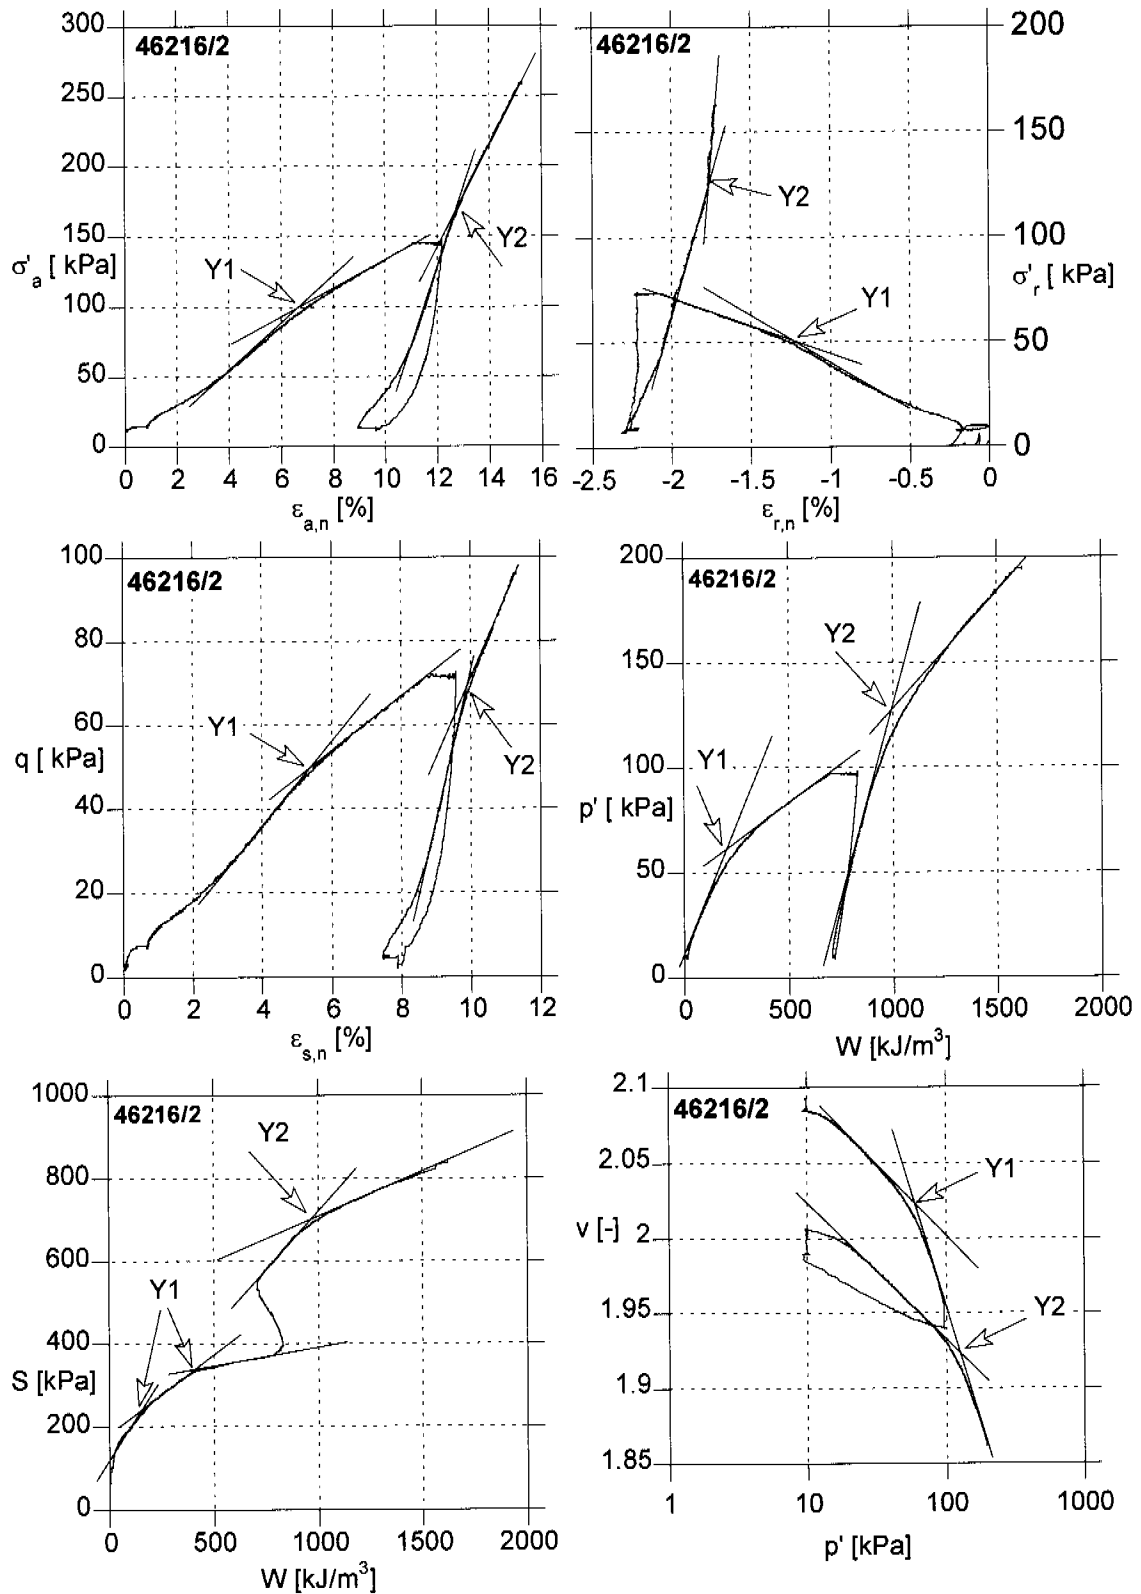 300
46216/2
250
200
150
σ'a [ kPa]
100
50
0
Y1
Y2
0 2 4 6 8 10 12 14 16
εa,n [%]
46216/2
200
150
100
σ'r [ kPa]
50
0
Y2
Y1
-2.5 -2 -1.5 -1 -0.5 0
εr,n [%]
100
46216/2
80
60
q [ kPa]
40
20
0
Y1
Y2
0 2 4 6 8 10 12
εs,n [%]
200
46216/2
150
100
p' [ kPa]
50
0
Y2
Y1
0 500 1000 1500 2000
W [kJ/m³]
1000
46216/2
800
600
400
S [kPa]
200
0
Y2
Y1
0 500 1000 1500 2000
W [kJ/m³]
2.1
46216/2
2.05
v [-] 2
1.95
1.9
1.85
Y1
Y2
1 10 100 1000
p' [kPa]